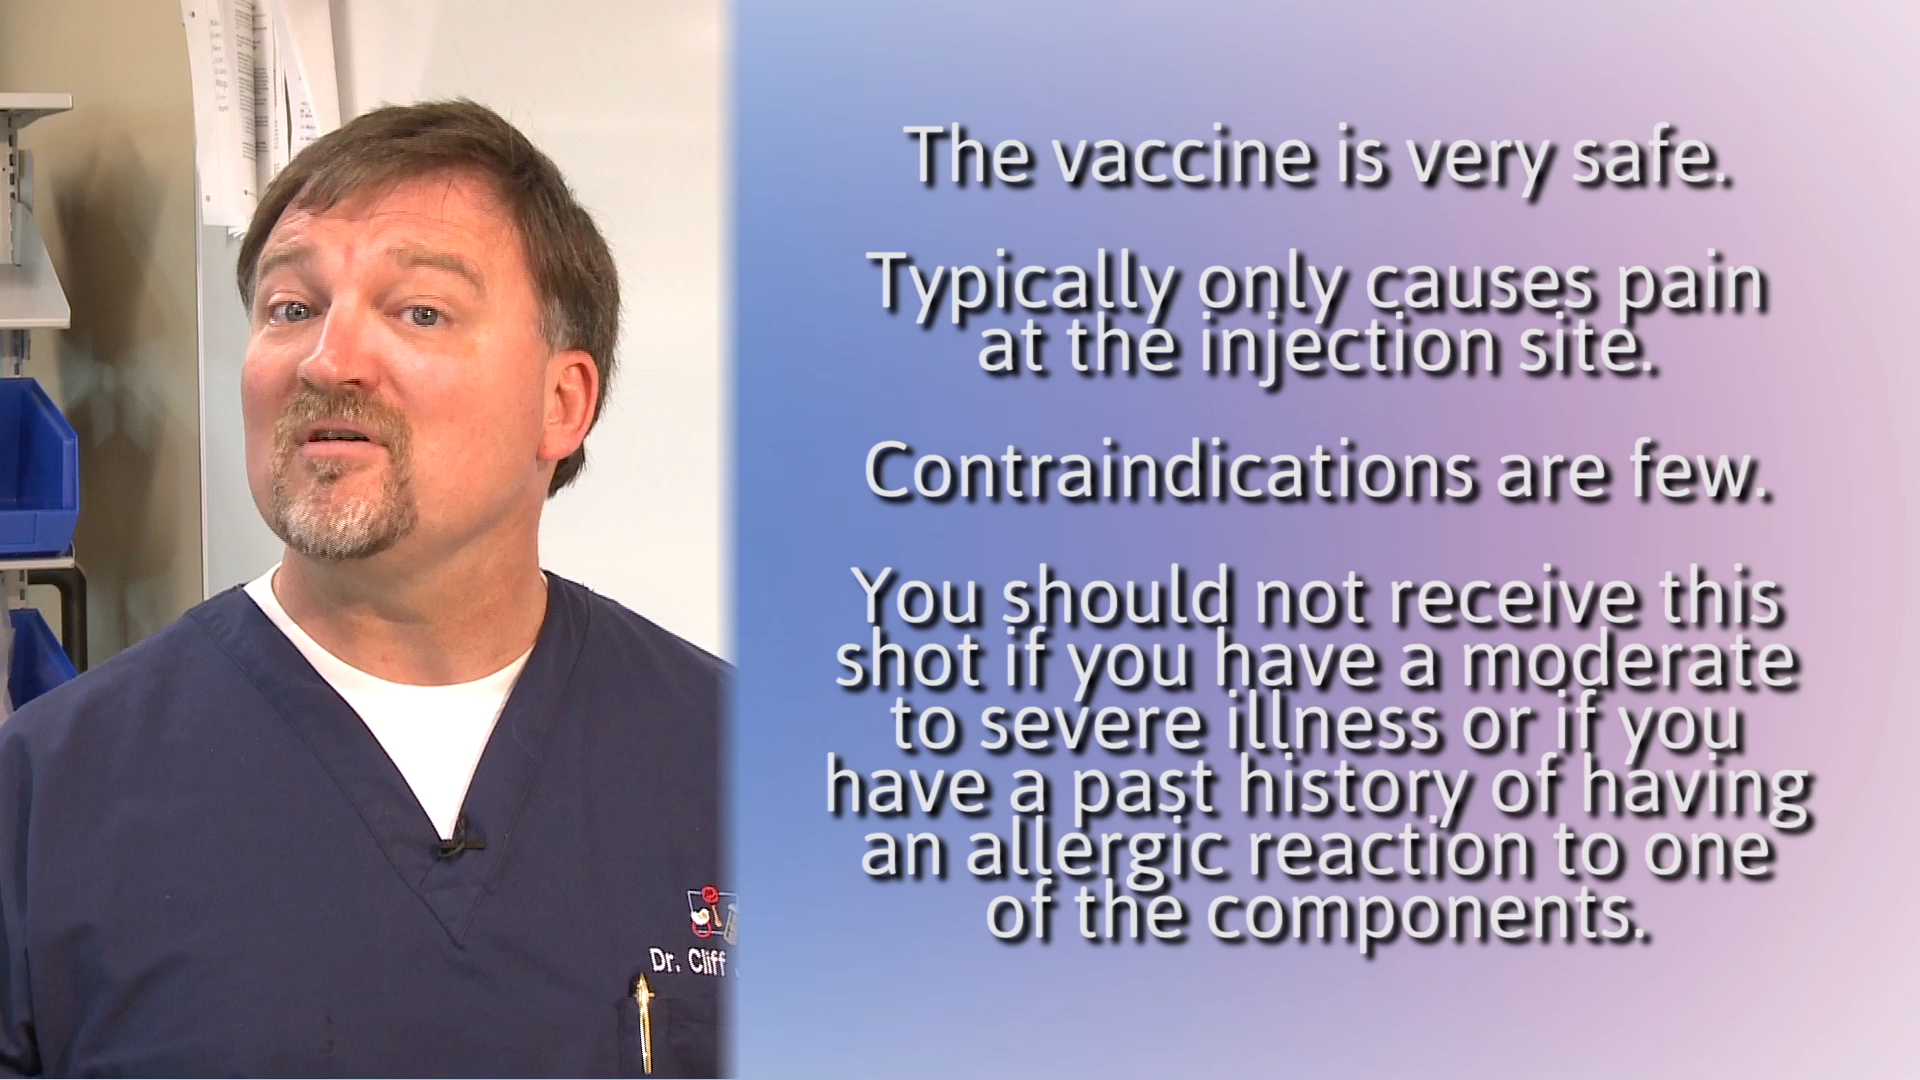 The vaccine is very safe.
Typically only causes pain
at the injection site.
Contraindications are few.
You should not receive this
shot if you have a moderate
to severe illness or if you
have a past history of having
an allergic reaction to one
of the components.
Dr. Cliff